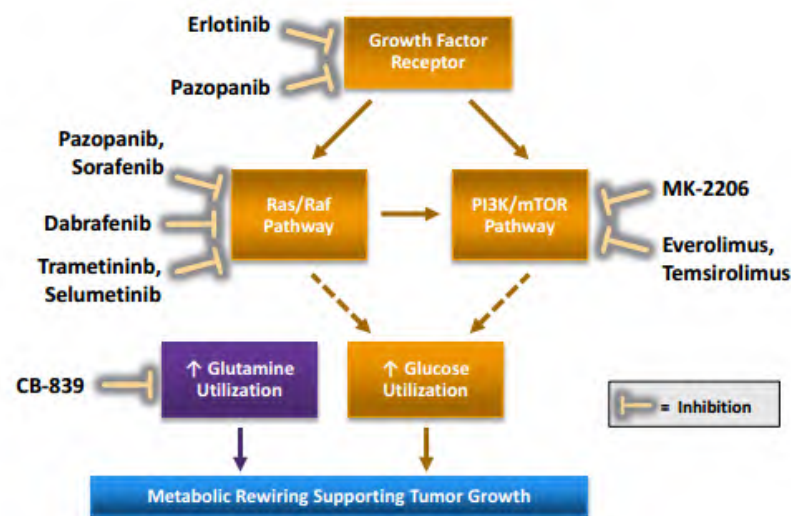 Erlotinib
Growth Factor
Receptor
Pazopanib
Pazopanib,
Sorafenib
Ras/Raf
Pathway
PI3K/mTOR
Pathway
MK-2206
Dabrafenib
Everolimus,
Temsirolimus
Trametininb,
Selumetinib
↑ Glutamine
Utilization
↑ Glucose
Utilization
CB-839
= Inhibition
Metabolic Rewiring Supporting Tumor Growth